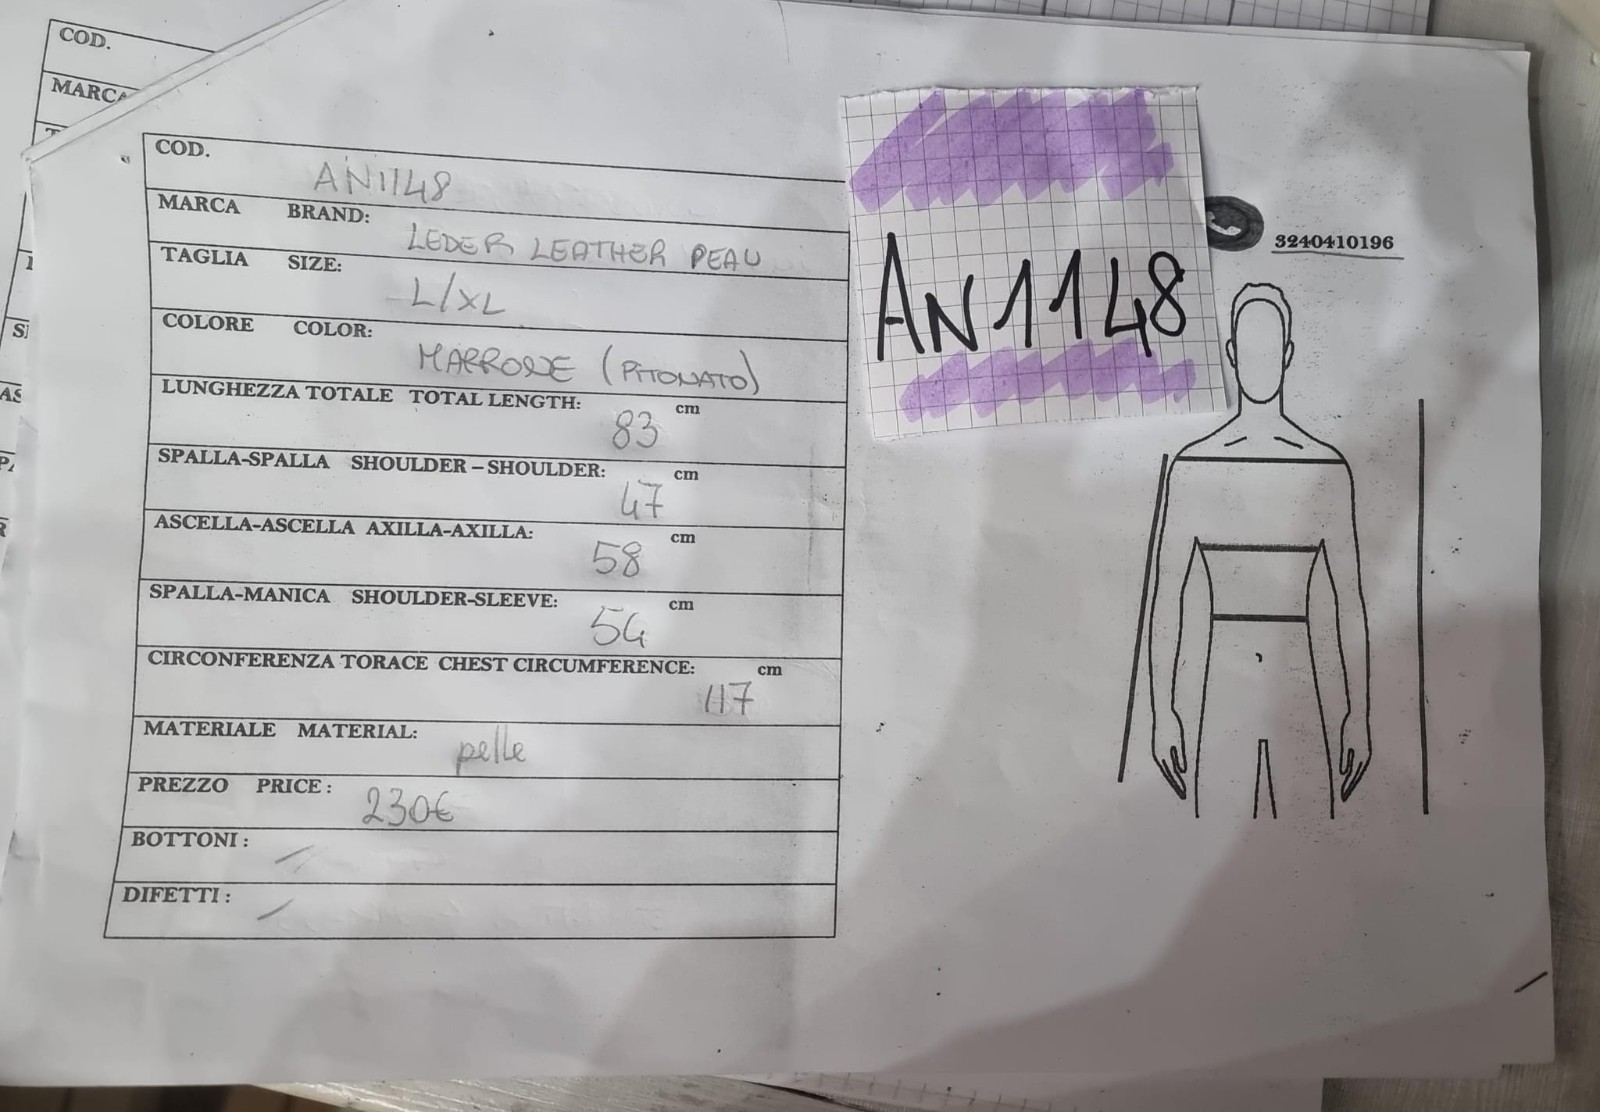 COD.
MARCA
COD.
AN1148
MARCA BRAND:
LEDER LEATHER PEAU
TAGLIA SIZE:
L/XL
COLORE COLOR:
MARRONE (PITONATO)
LUNGHEZZA TOTALE TOTAL LENGTH: cm
83
SPALLA-SPALLA SHOULDER – SHOULDER: cm
47
ASCELLA-ASCELLA AXILLA-AXILLA: cm
58
SPALLA-MANICA SHOULDER-SLEEVE: cm
54
CIRCONFERENZA TORACE CHEST CIRCUMFERENCE: cm
117
MATERIALE MATERIAL:
pelle
PREZZO PRICE :
230€
BOTTONI :
DIFETTI :
AN1148
3240410196